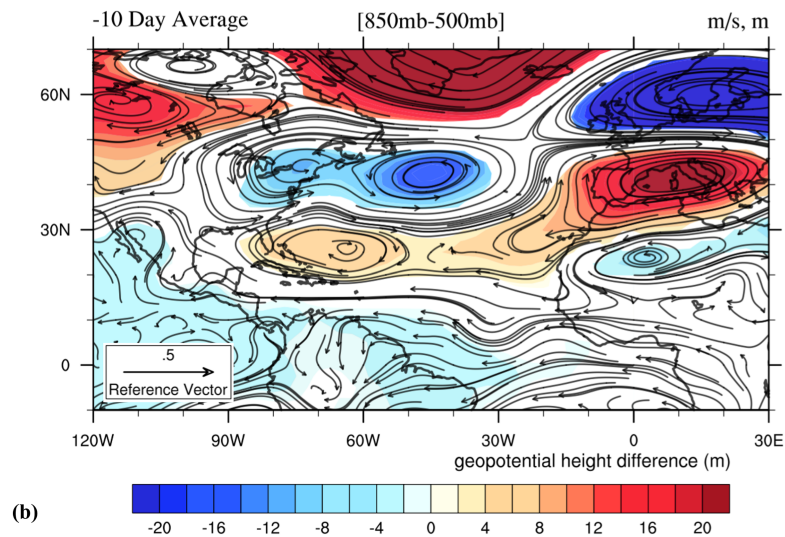 -10 Day Average [850mb-500mb] m/s, m
60N
30N
0
.5
Reference Vector
120W 90W 60W 30W 0 30E
geopotential height difference (m)
(b)
-20 -16 -12 -8 -4 0 4 8 12 16 20